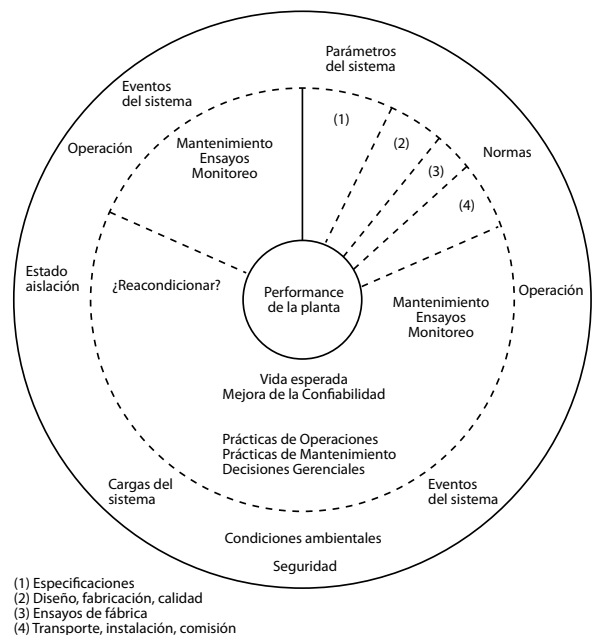 Parámetros
del sistema
Eventos
del sistema
(1)
Operación
Mantenimiento
Ensayos
Monitoreo
(2)
Normas
(3)
(4)
Estado
aislación
¿Reacondicionar?
Performance
de la planta
Operación
Mantenimiento
Ensayos
Monitoreo
Vida esperada
Mejora de la Confiabilidad
Prácticas de Operaciones
Prácticas de Mantenimiento
Decisiones Gerenciales
Cargas del
sistema
Eventos
del sistema
Condiciones ambientales
Seguridad
(1) Especificaciones
(2) Diseño, fabricación, calidad
(3) Ensayos de fábrica
(4) Transporte, instalación, comisión